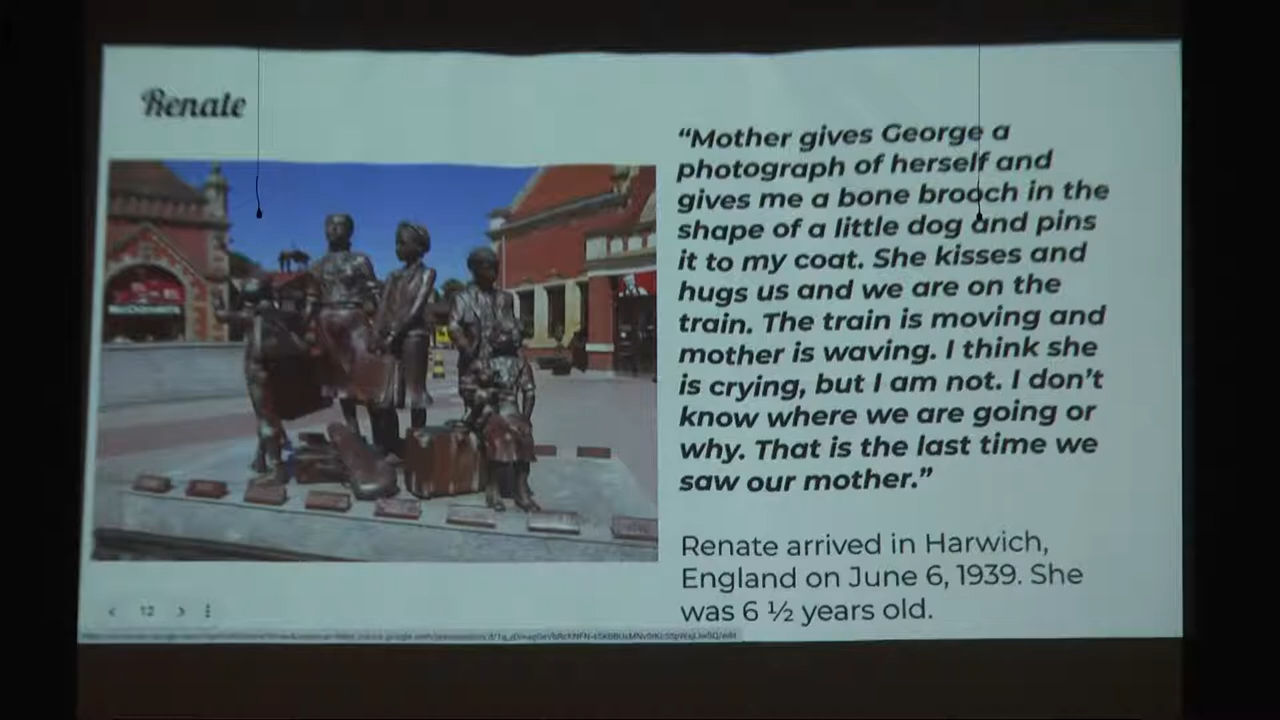 Renate
“Mother gives George a
photograph of herself and
gives me a bone brooch in the
shape of a little dog and pins
it to my coat. She kisses and
hugs us and we are on the
train. The train is moving and
mother is waving. I think she
is crying, but I am not. I don’t
know where we are going or
why. That is the last time we
saw our mother.”
Renate arrived in Harwich,
England on June 6, 1939. She
was 6 ½ years old.
12